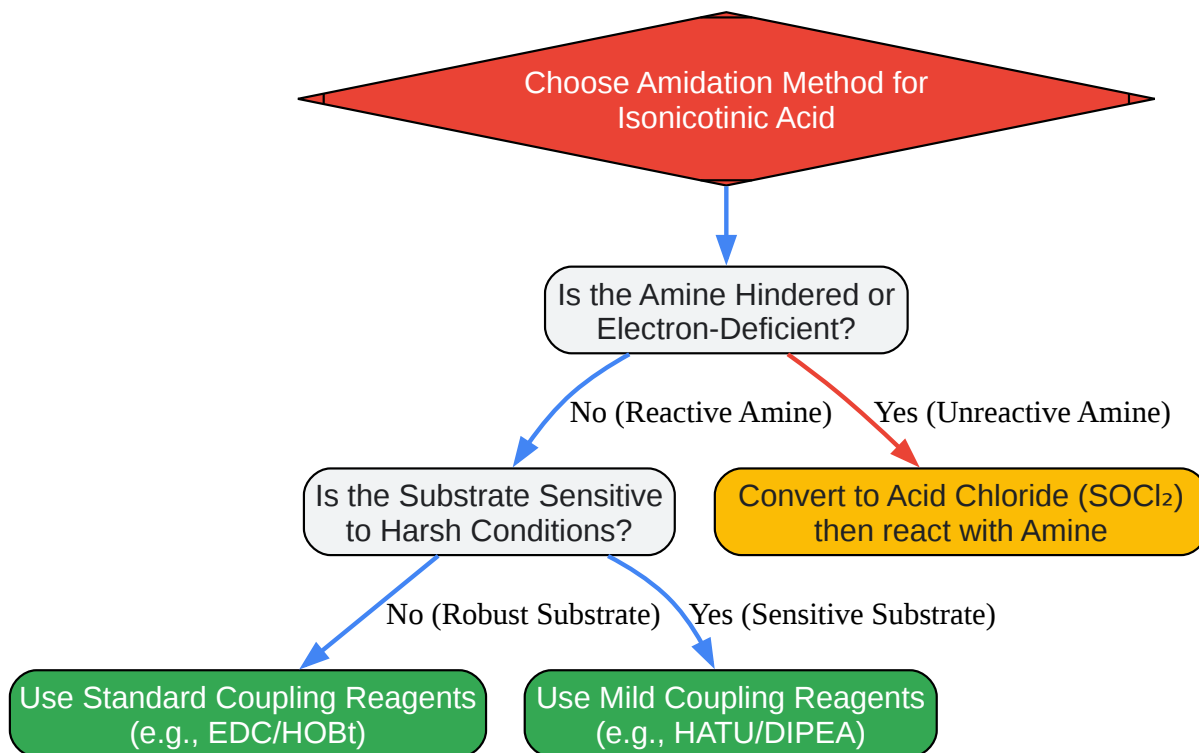 Choose Amidation Method for
Isonicotinic Acid
Is the Amine Hindered or
Electron-Deficient?
No (Reactive Amine)
Yes (Unreactive Amine)
Is the Substrate Sensitive
to Harsh Conditions?
Convert to Acid Chloride (SOCl₂)
then react with Amine
No (Robust Substrate)
Yes (Sensitive Substrate)
Use Standard Coupling Reagents
(e.g., EDC/HOBt)
Use Mild Coupling Reagents
(e.g., HATU/DIPEA)